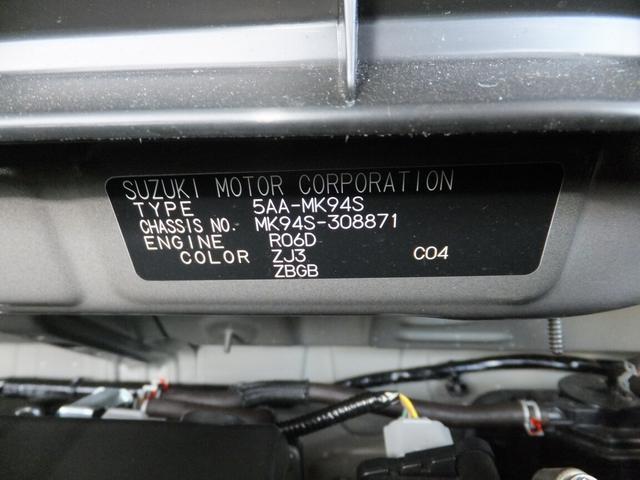 SUZUKI MOTOR CORPORATION
TYPE 5AA-MK94S
CHASSIS NO. MK94S-308871
ENGINE R06D
COLOR ZJ3 C04
ZBGB